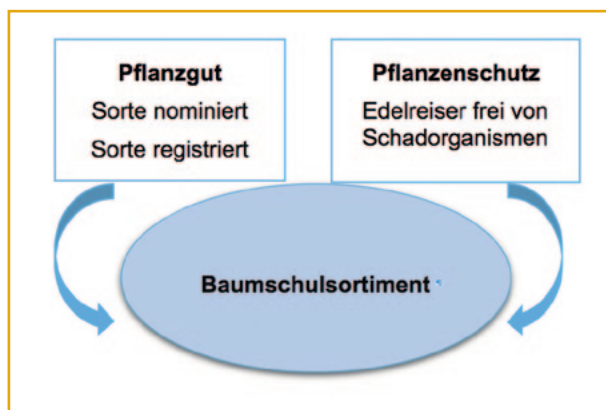 Pflanzgut
Sorte nominiert
Sorte registriert
Pflanzenschutz
Edelreiser frei von
Schadorganismen
Baumschulsortiment